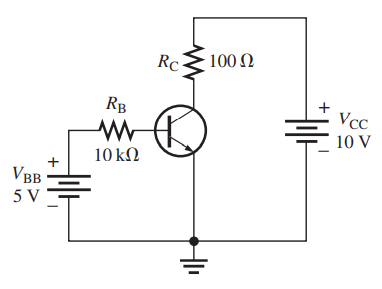 R_C 100 Ω
R_B
10 kΩ
+
V_BB
5 V
−
+
V_CC
10 V
−